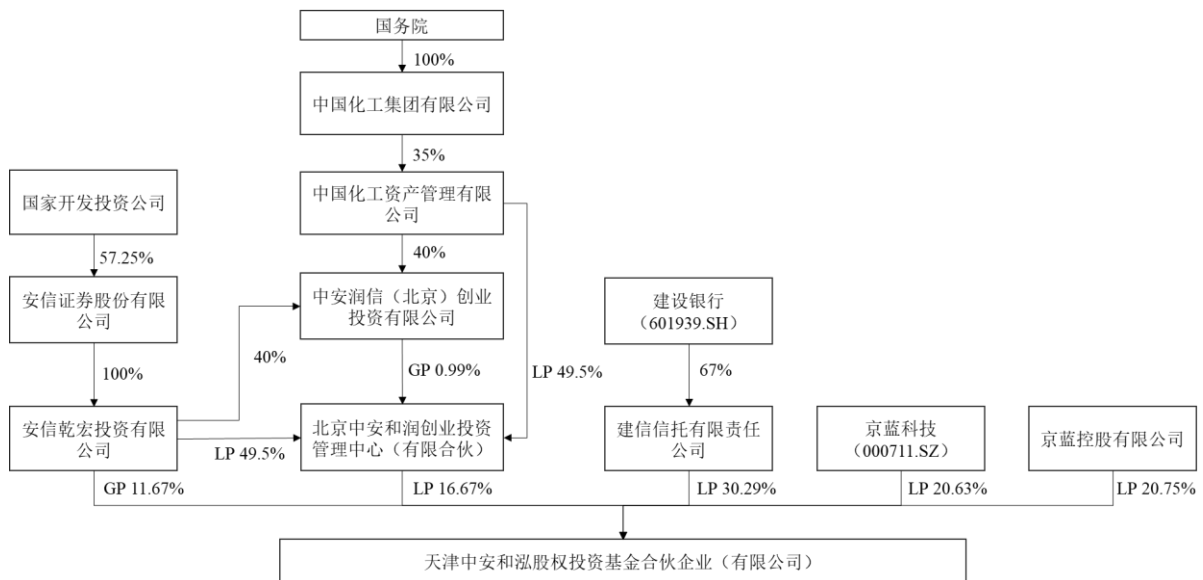 国务院
100%
中国化工集团有限公司
35%
国家开发投资公司
中国化工资产管理有限
公司
57.25%
40%
安信证券股份有限
公司
中安润信（北京）创业
投资有限公司
建设银行
（601939.SH）
100%
40%
GP 0.99%
LP 49.5%
67%
安信乾宏投资有限
公司
LP 49.5%
北京中安和润创业投资
管理中心（有限合伙）
建信信托有限责任
公司
京蓝科技
（000711.SZ）
京蓝控股有限公司
GP 11.67%
LP 16.67%
LP 30.29%
LP 20.63%
LP 20.75%
天津中安和泓股权投资基金合伙企业（有限公司）